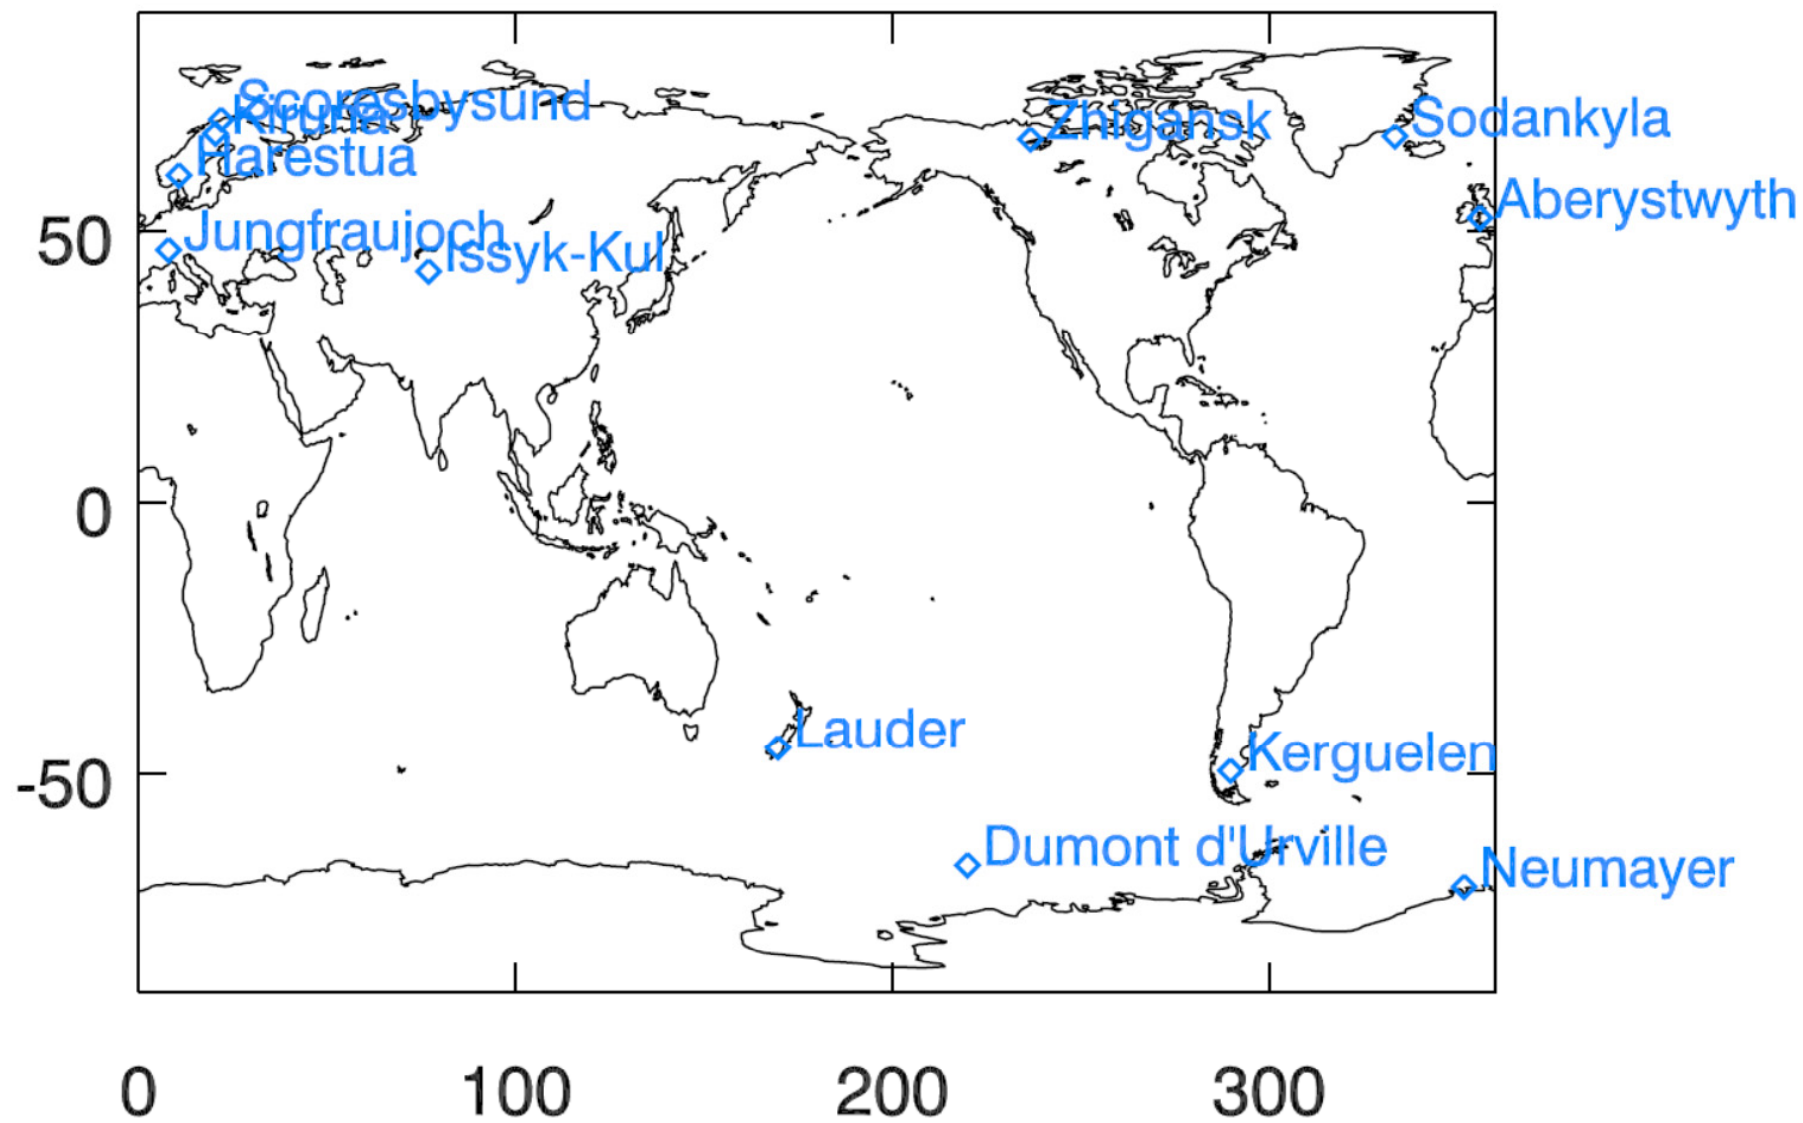 Scoresbysund
Kiruna
Zhigansk
Sodankyla
Harestua
Aberystwyth
50
Jungfraujoch
Issyk-Kul
0
Lauder
Kerguelen
-50
Dumont d'Urville
Neumayer
0 100 200 300